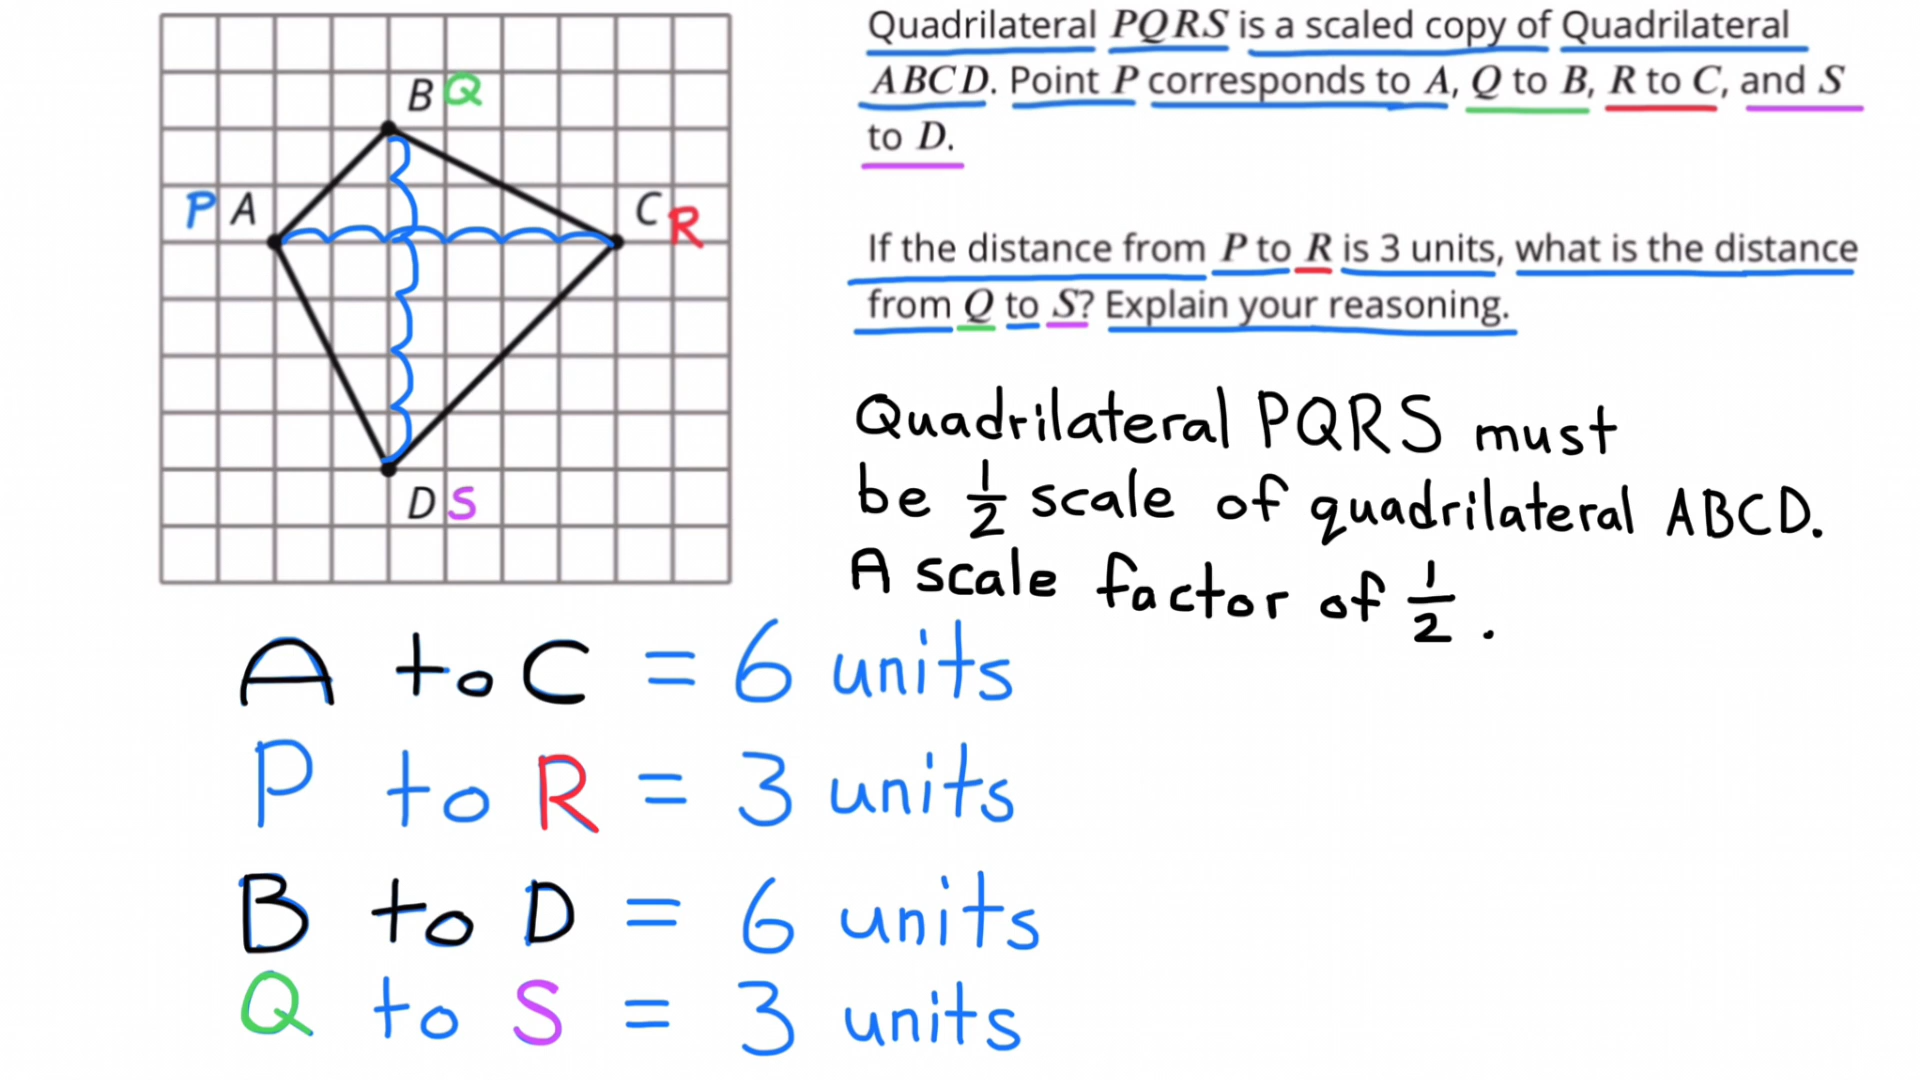 B Q
P A
C R
D S
Quadrilateral PQRS is a scaled copy of Quadrilateral
ABCD. Point P corresponds to A, Q to B, R to C, and S
to D.
If the distance from P to R is 3 units, what is the distance
from Q to S? Explain your reasoning.
Quadrilateral PQRS must
be 1/2 scale of quadrilateral ABCD.
A scale factor of 1/2.
A to C = 6 units
P to R = 3 units
B to D = 6 units
Q to S = 3 units